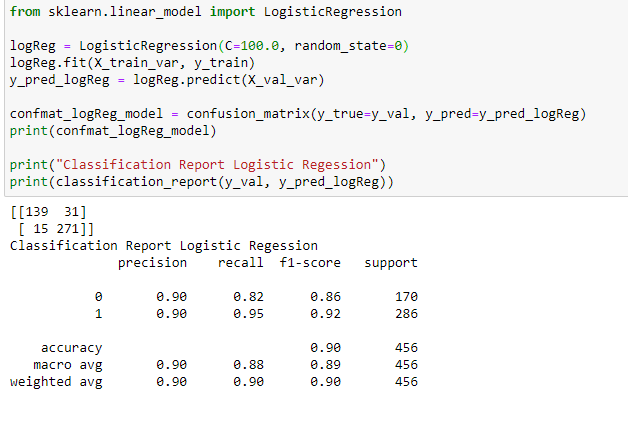 from sklearn.linear_model import LogisticRegression
logReg = LogisticRegression(C=100.0, random_state=0)
logReg.fit(X_train_var, y_train)
y_pred_logReg = logReg.predict(X_val_var)
confmat_logReg_model = confusion_matrix(y_true=y_val, y_pred=y_pred_logReg)
print(confmat_logReg_model)
print("Classification Report Logistic Regession")
print(classification_report(y_val, y_pred_logReg))
[[139  31]
 [ 15 271]]
Classification Report Logistic Regession
              precision    recall  f1-score   support
           0       0.90      0.82      0.86       170
           1       0.90      0.95      0.92       286
    accuracy                           0.90       456
   macro avg       0.90      0.88      0.89       456
weighted avg       0.90      0.90      0.90       456